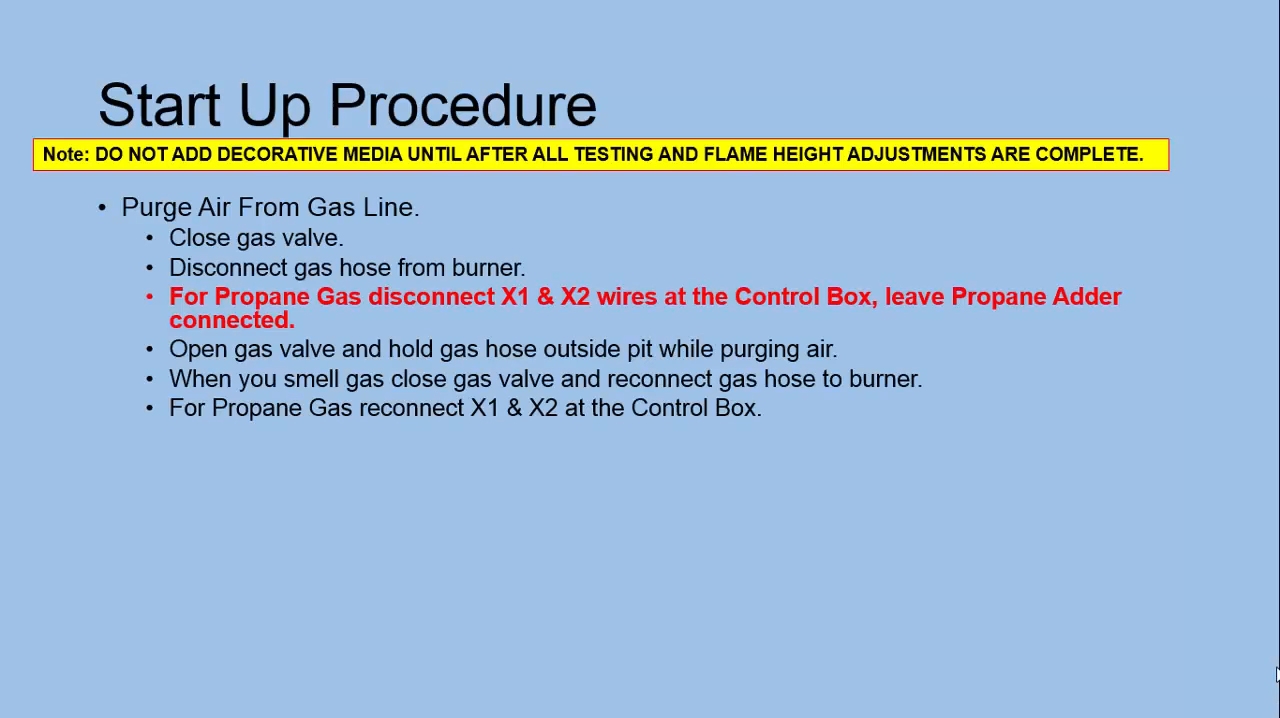 Start Up Procedure
Note: DO NOT ADD DECORATIVE MEDIA UNTIL AFTER ALL TESTING AND FLAME HEIGHT ADJUSTMENTS ARE COMPLETE.
• Purge Air From Gas Line.
• Close gas valve.
• Disconnect gas hose from burner.
• For Propane Gas disconnect X1 & X2 wires at the Control Box, leave Propane Adder
connected.
• Open gas valve and hold gas hose outside pit while purging air.
• When you smell gas close gas valve and reconnect gas hose to burner.
• For Propane Gas reconnect X1 & X2 at the Control Box.